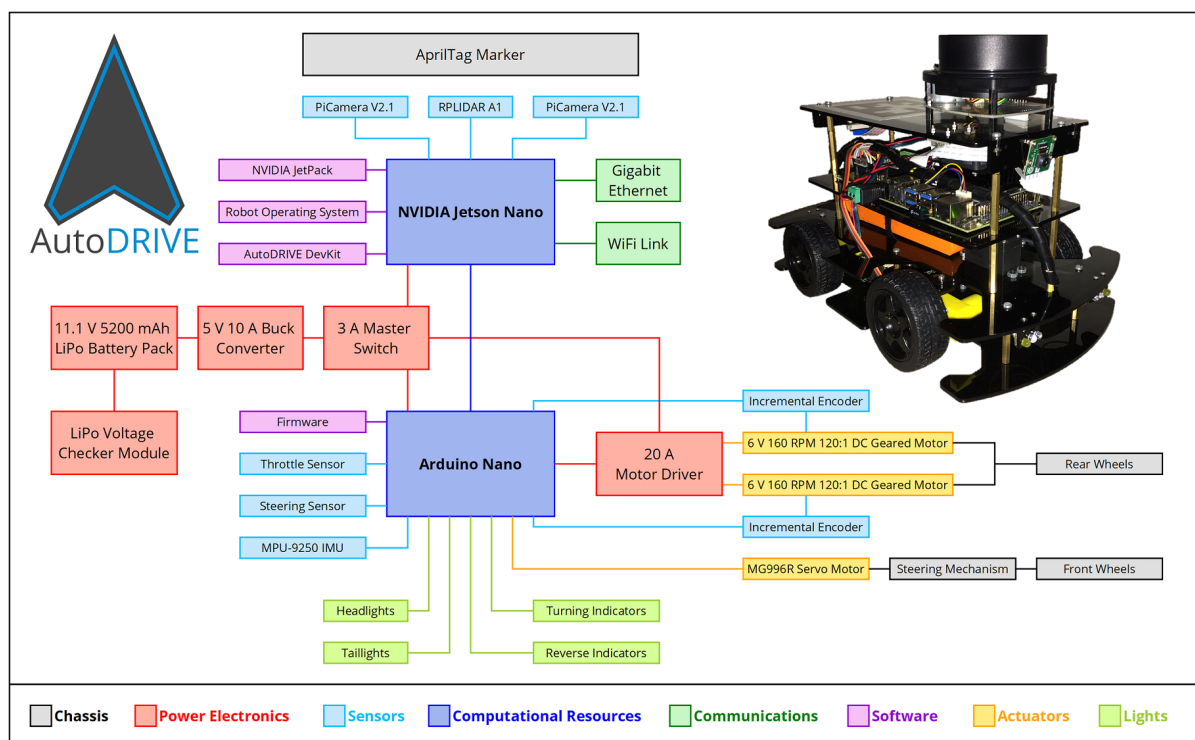 AprilTag Marker
PiCamera V2.1
RPLIDAR A1
PiCamera V2.1
AutoDRIVE
NVIDIA JetPack
Robot Operating System
AutoDRIVE DevKit
NVIDIA Jetson Nano
Gigabit
Ethernet
WiFi Link
11.1 V 5200 mAh
LiPo Battery Pack
5 V 10 A Buck
Converter
3 A Master
Switch
LiPo Voltage
Checker Module
Firmware
Throttle Sensor
Steering Sensor
MPU-9250 IMU
Arduino Nano
20 A
Motor Driver
Incremental Encoder
6 V 160 RPM 120:1 DC Geared Motor
6 V 160 RPM 120:1 DC Geared Motor
Incremental Encoder
Rear Wheels
MG996R Servo Motor
Steering Mechanism
Front Wheels
Headlights
Turning Indicators
Taillights
Reverse Indicators
Chassis
Power Electronics
Sensors
Computational Resources
Communications
Software
Actuators
Lights